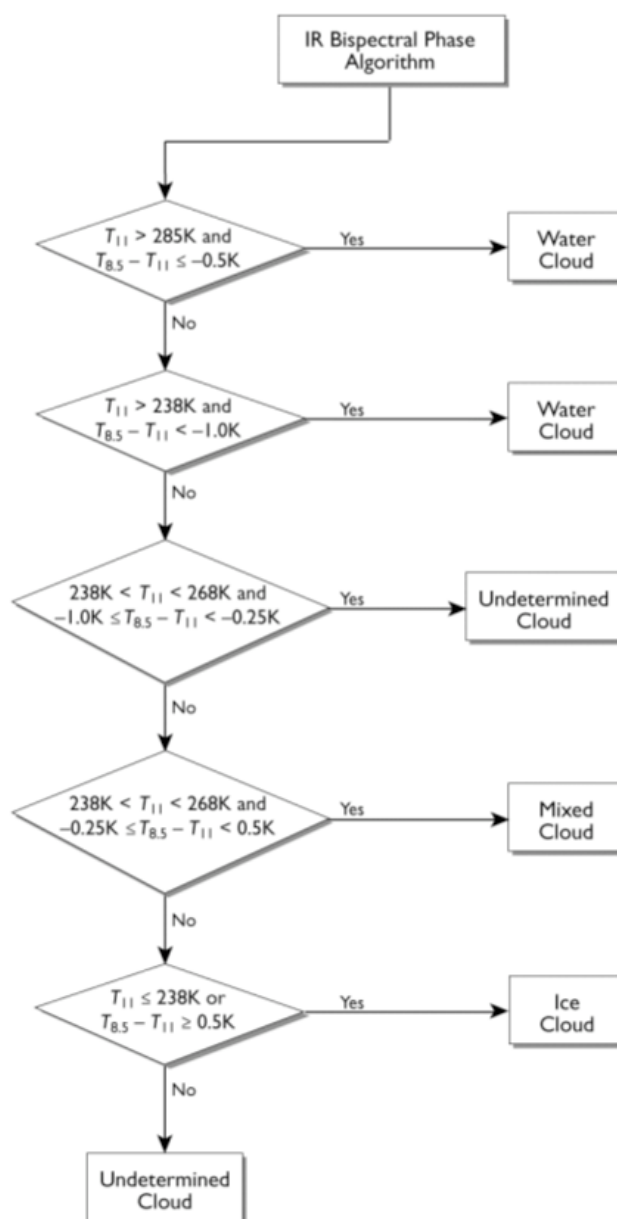 IR Bispectral Phase
Algorithm
T11 > 285K and
T8.5 – T11 ≤ –0.5K
Yes
Water
Cloud
No
T11 > 238K and
T8.5 – T11 < –1.0K
Yes
Water
Cloud
No
238K < T11 < 268K and
–1.0K ≤T8.5 – T11 < –0.25K
Yes
Undetermined
Cloud
No
238K < T11 < 268K and
–0.25K ≤T8.5 – T11 < 0.5K
Yes
Mixed
Cloud
No
T11 ≤ 238K or
T8.5 – T11 ≥ 0.5K
Yes
Ice
Cloud
No
Undetermined
Cloud